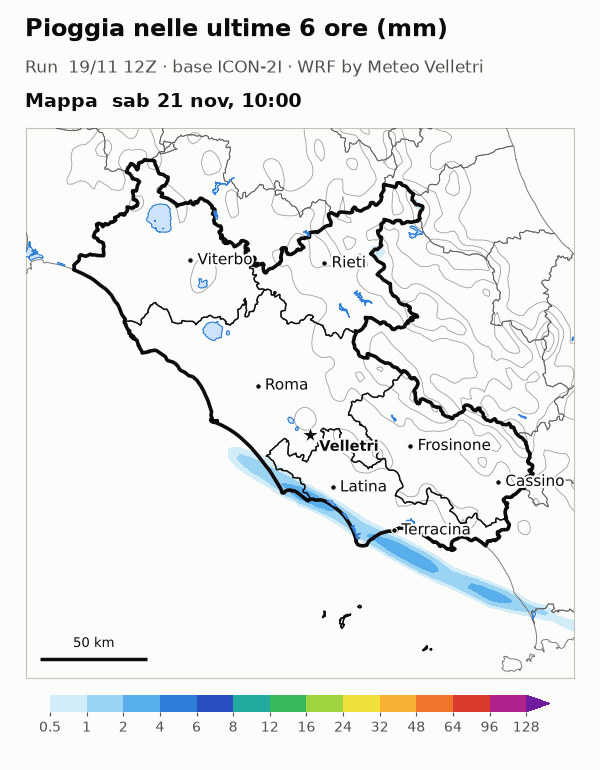 Pioggia nelle ultime 6 ore (mm)
Run 19/11 12Z · base ICON-2I · WRF by Meteo Velletri
Mappa sab 21 nov, 10:00
Viterbo
Rieti
Roma
Velletri
Frosinone
Cassino
Latina
Terracina
50 km
0.5 1 2 4 6 8 12 16 24 32 48 64 96 128